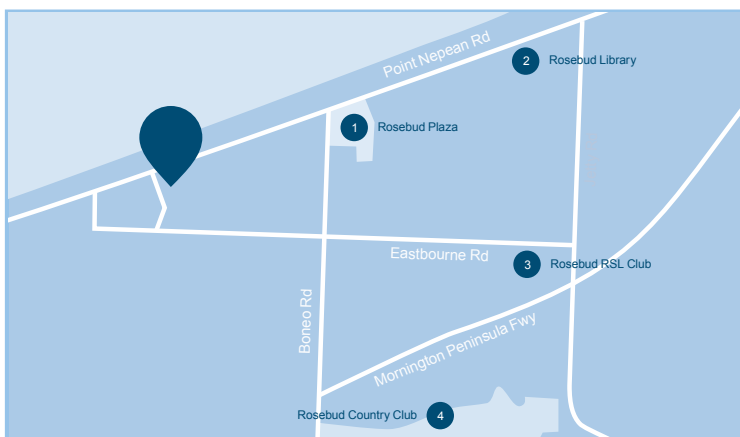 Point Nepean Rd
2 Rosebud Library
1 Rosebud Plaza
Eastbourne Rd
3 Rosebud RSL Club
Boneo Rd
Mornington Peninsula Fwy
Rosebud Country Club 4